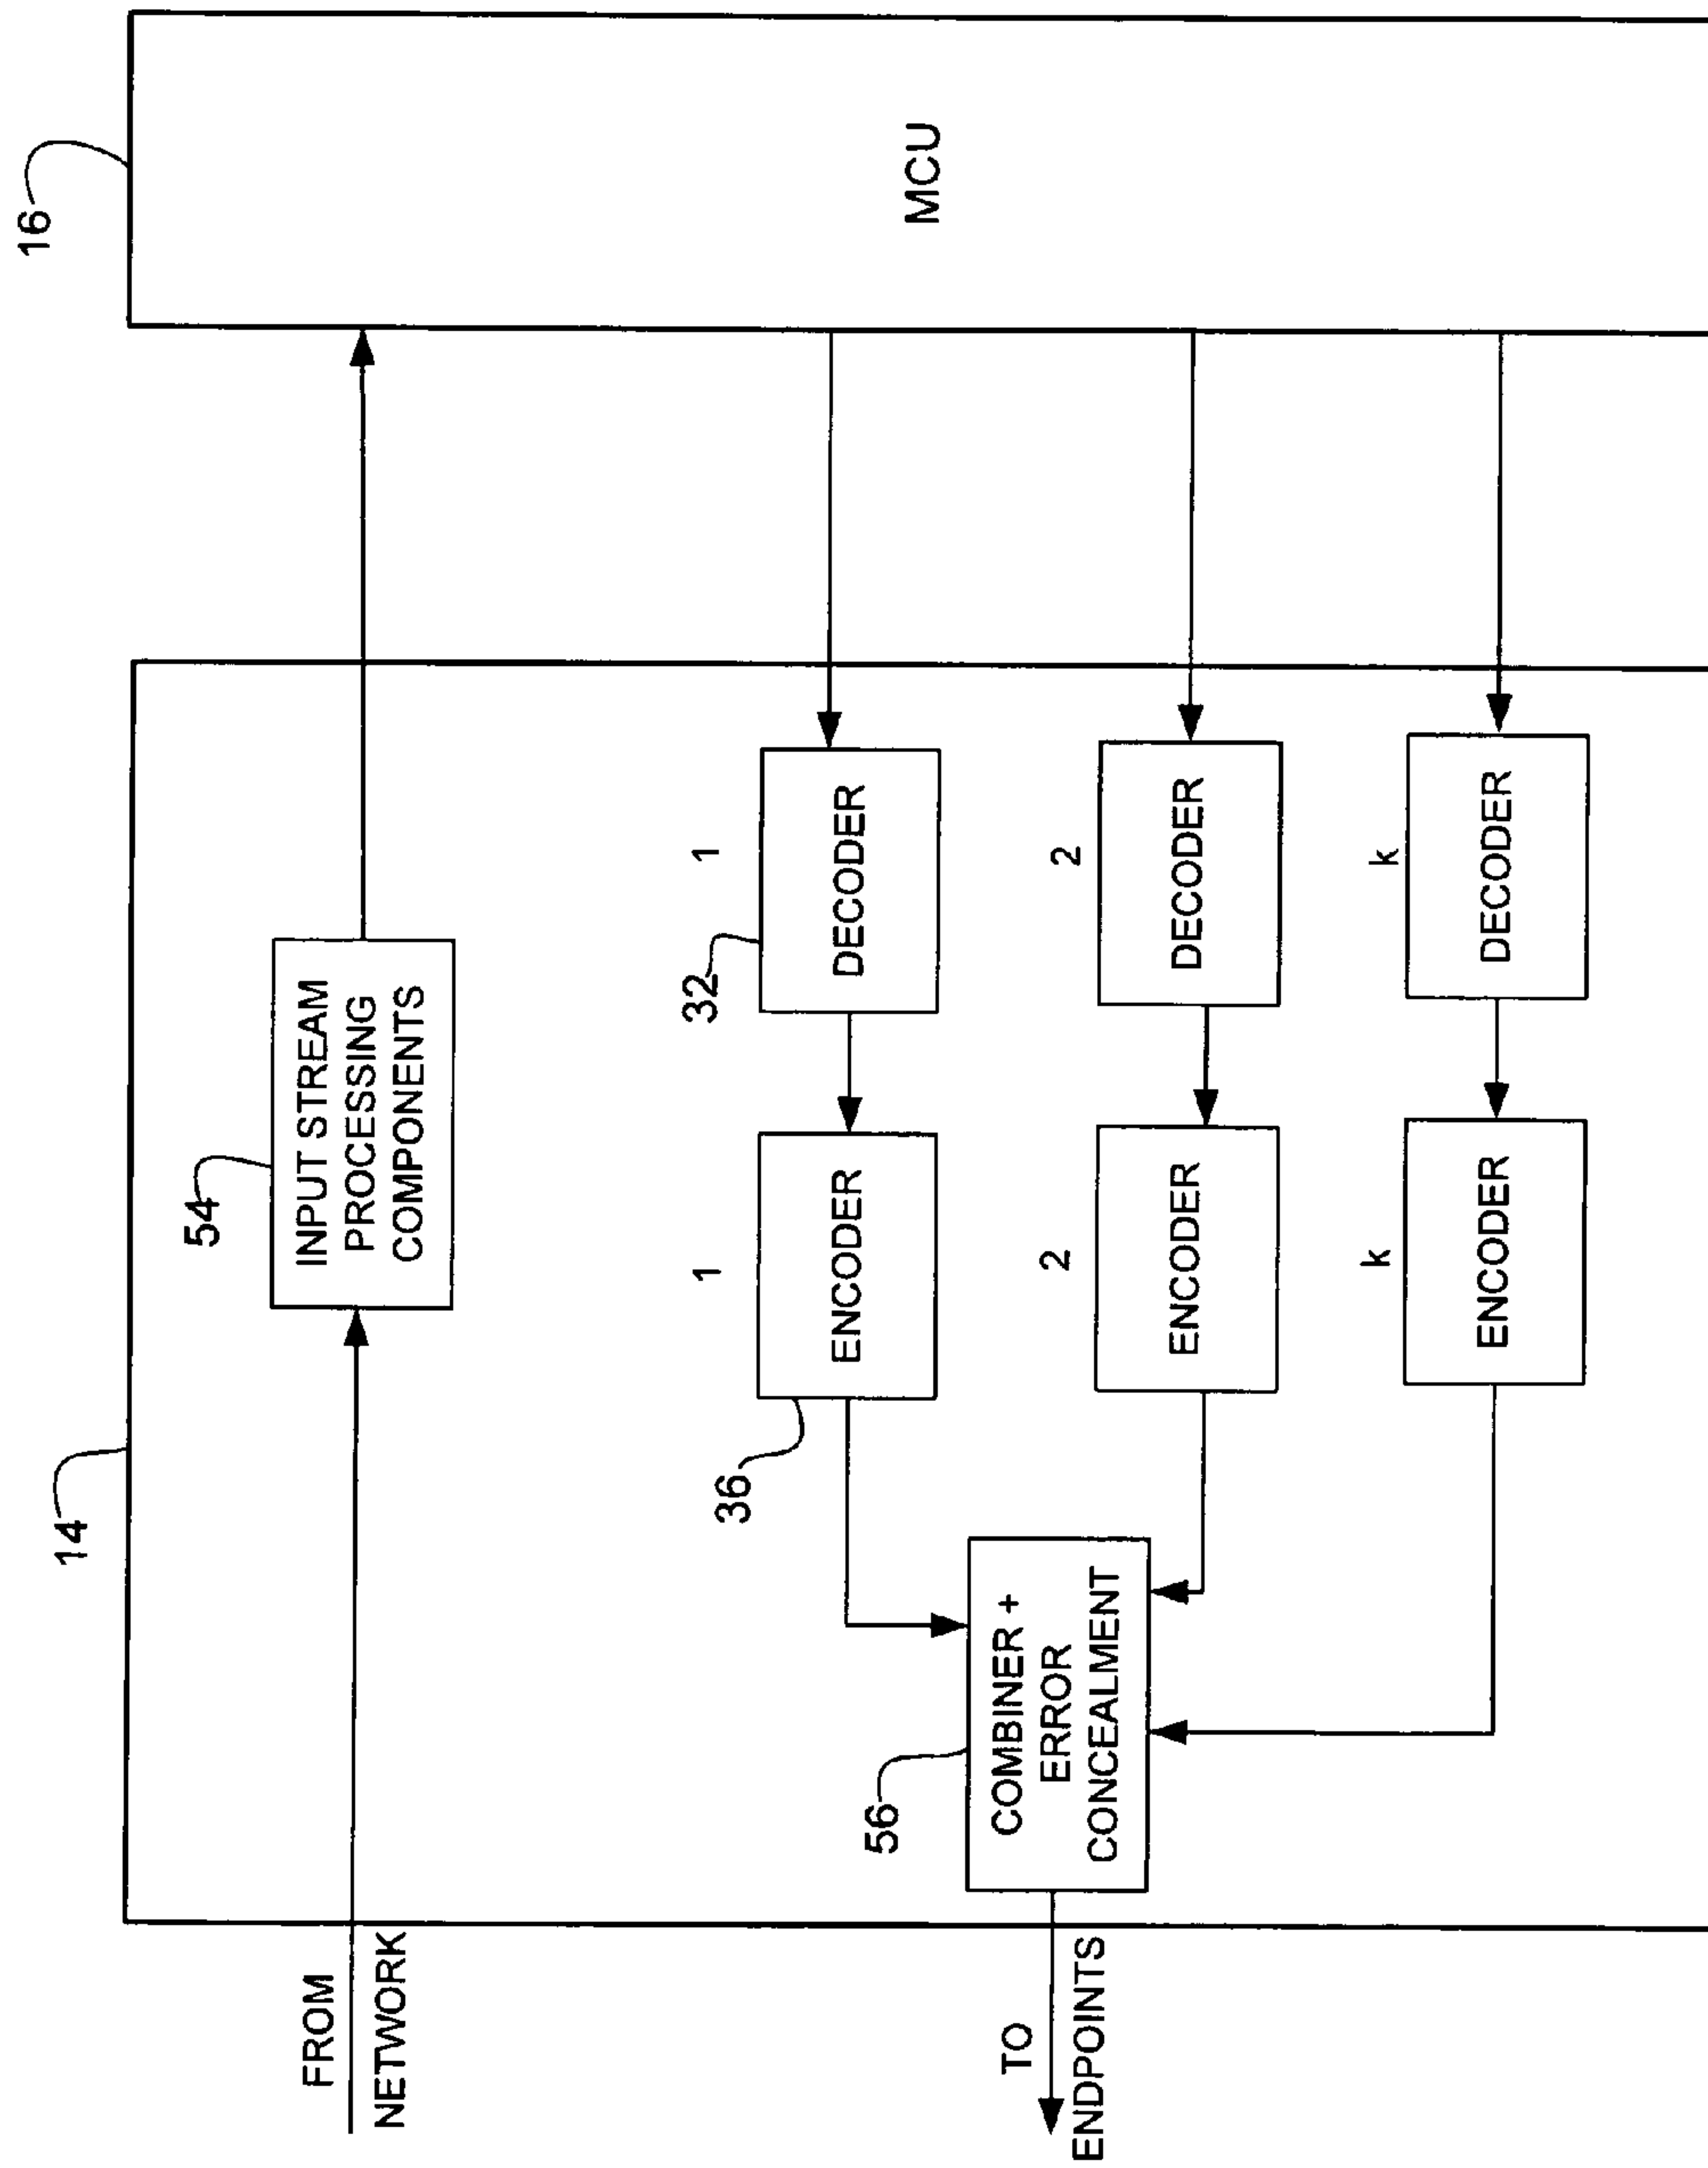 14
16
FROM
NETWORK
54
INPUT STREAM
PROCESSING
COMPONENTS
MCU
36
1
ENCODER
32
1
DECODER
56
COMBINER +
ERROR
CONCEALMENT
TO
ENDPOINTS
2
ENCODER
2
DECODER
k
ENCODER
k
DECODER